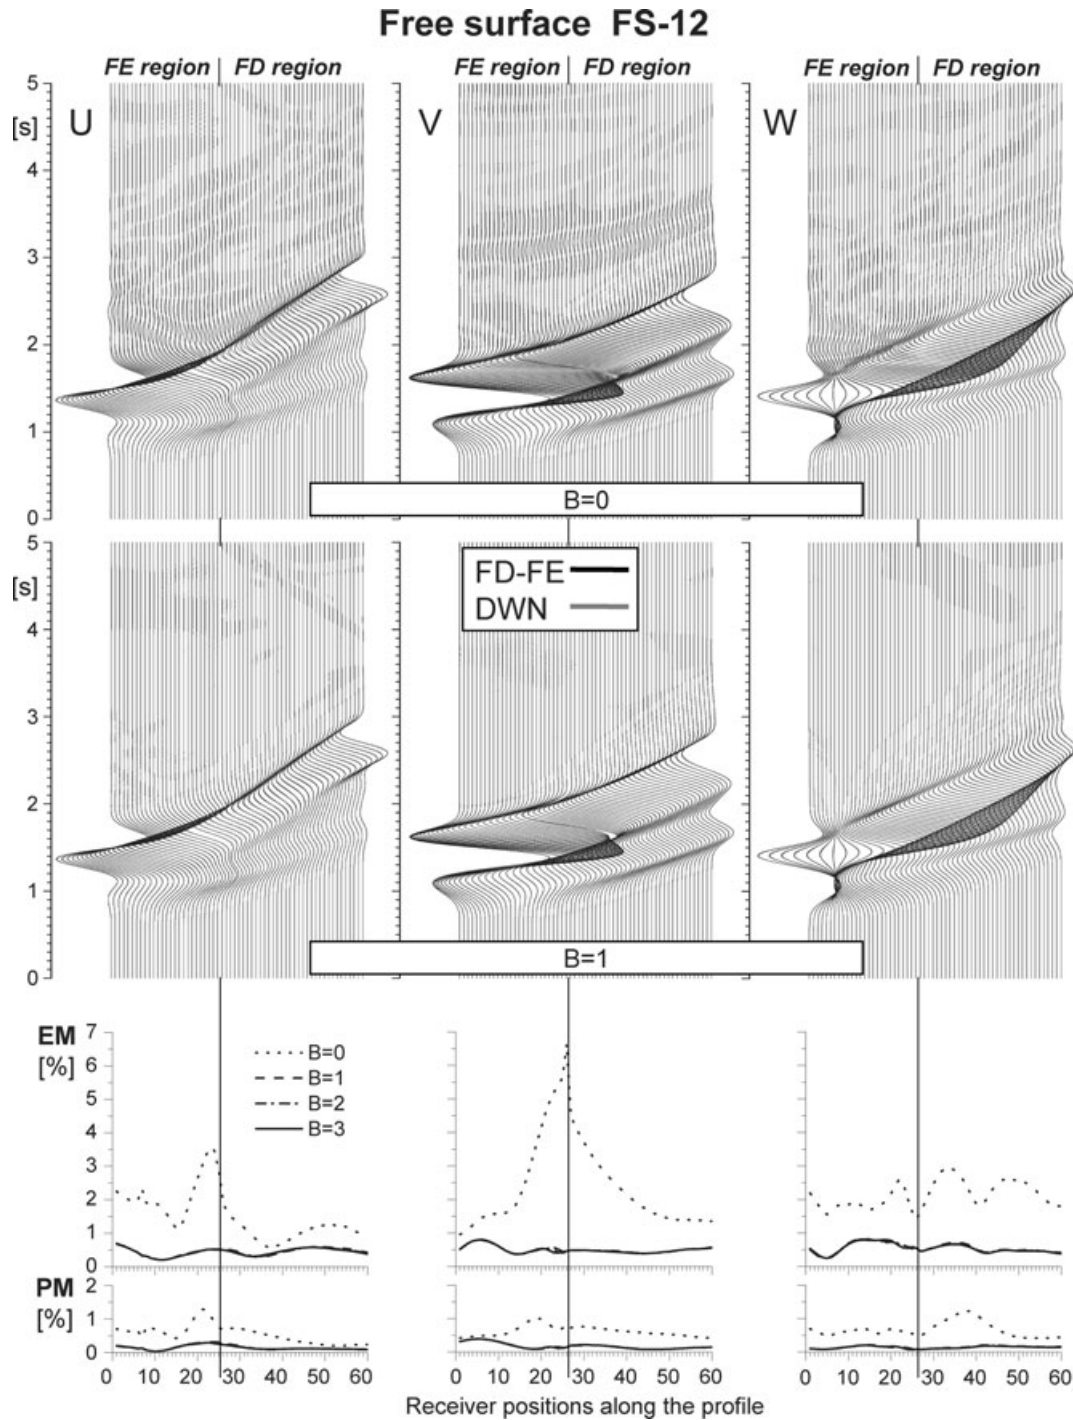 Free surface FS-12
FE region | FD region
FE region | FD region
FE region | FD region
U
V
W
[s]
5
4
3
2
1
0
B=0
[s]
5
4
3
2
1
0
FD-FE
DWN
B=1
EM
[%]
7
6
5
4
3
2
1
0
B=0
B=1
B=2
B=3
PM
[%]
2
1
0
0 10 20 30 40 50 60
0 10 20 30 40 50 60
0 10 20 30 40 50 60
Receiver positions along the profile